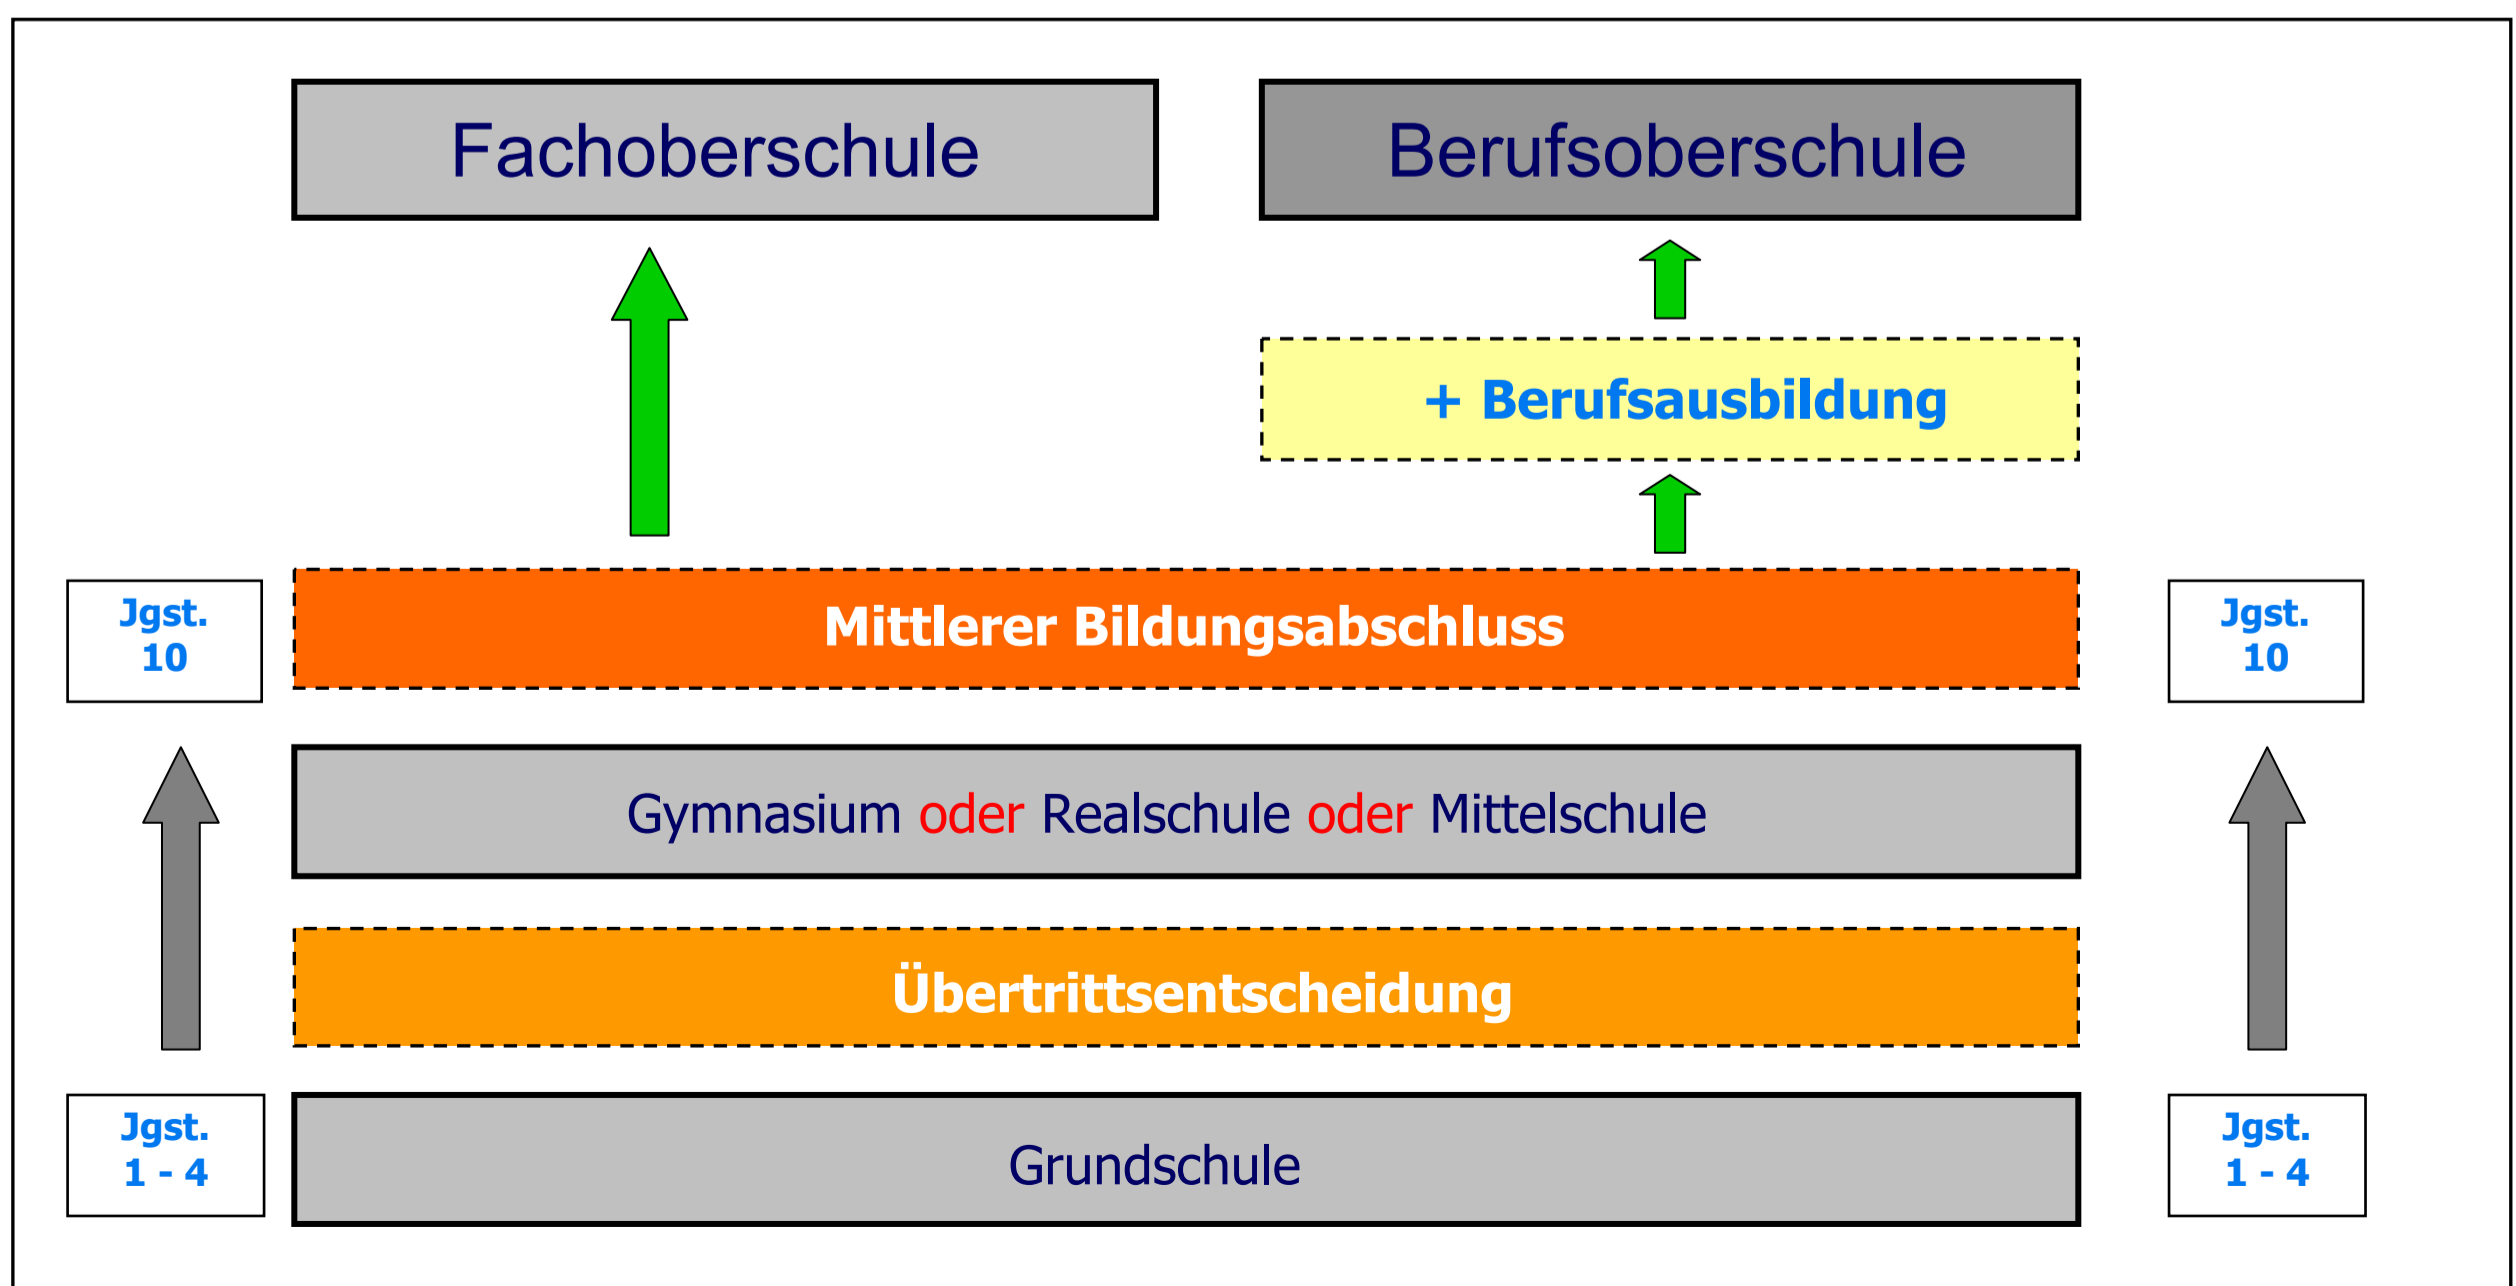 Fachoberschule
Berufsoberschule
+ Berufsausbildung
Jgst.
10
Mittlerer Bildungsabschluss
Jgst.
10
Gymnasium oder Realschule oder Mittelschule
Übertrittsentscheidung
Jgst.
1 - 4
Grundschule
Jgst.
1 - 4